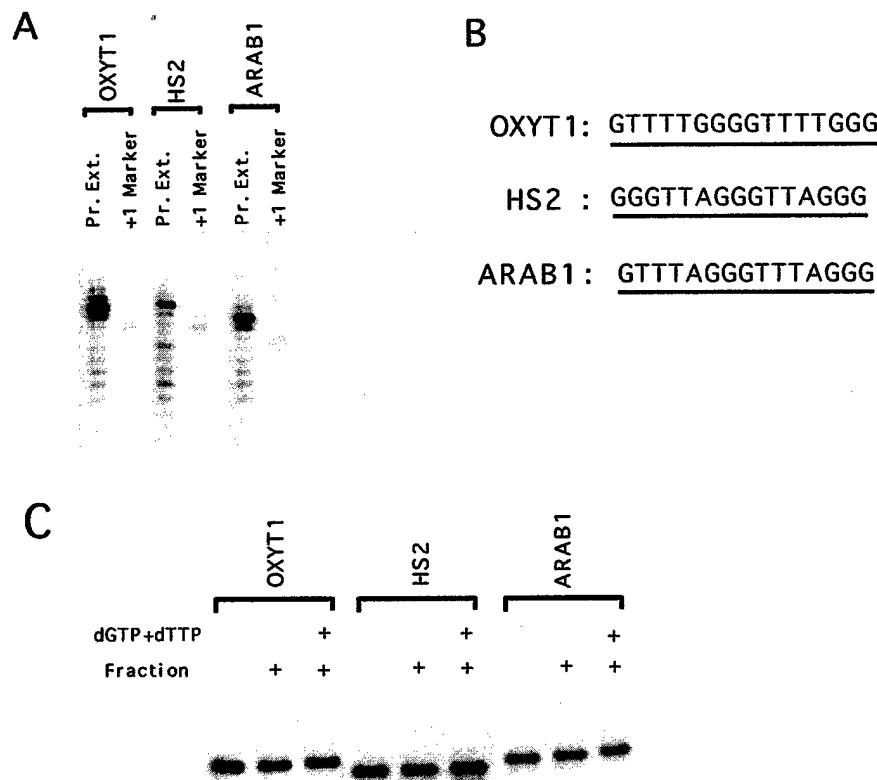 A
OXYT1
HS2
ARAB1
Pr. Ext.
+1 Marker
Pr. Ext.
+1 Marker
Pr. Ext.
+1 Marker
B
OXYT1: GTTTTGGGGTTTTGGG
HS2 : GGGTTAGGGTTAGGG
ARAB1: GTTTAGGGTTTAGGG
C
OXYT1
HS2
ARAB1
dGTP+dTTP + + +
Fraction + + + + + +